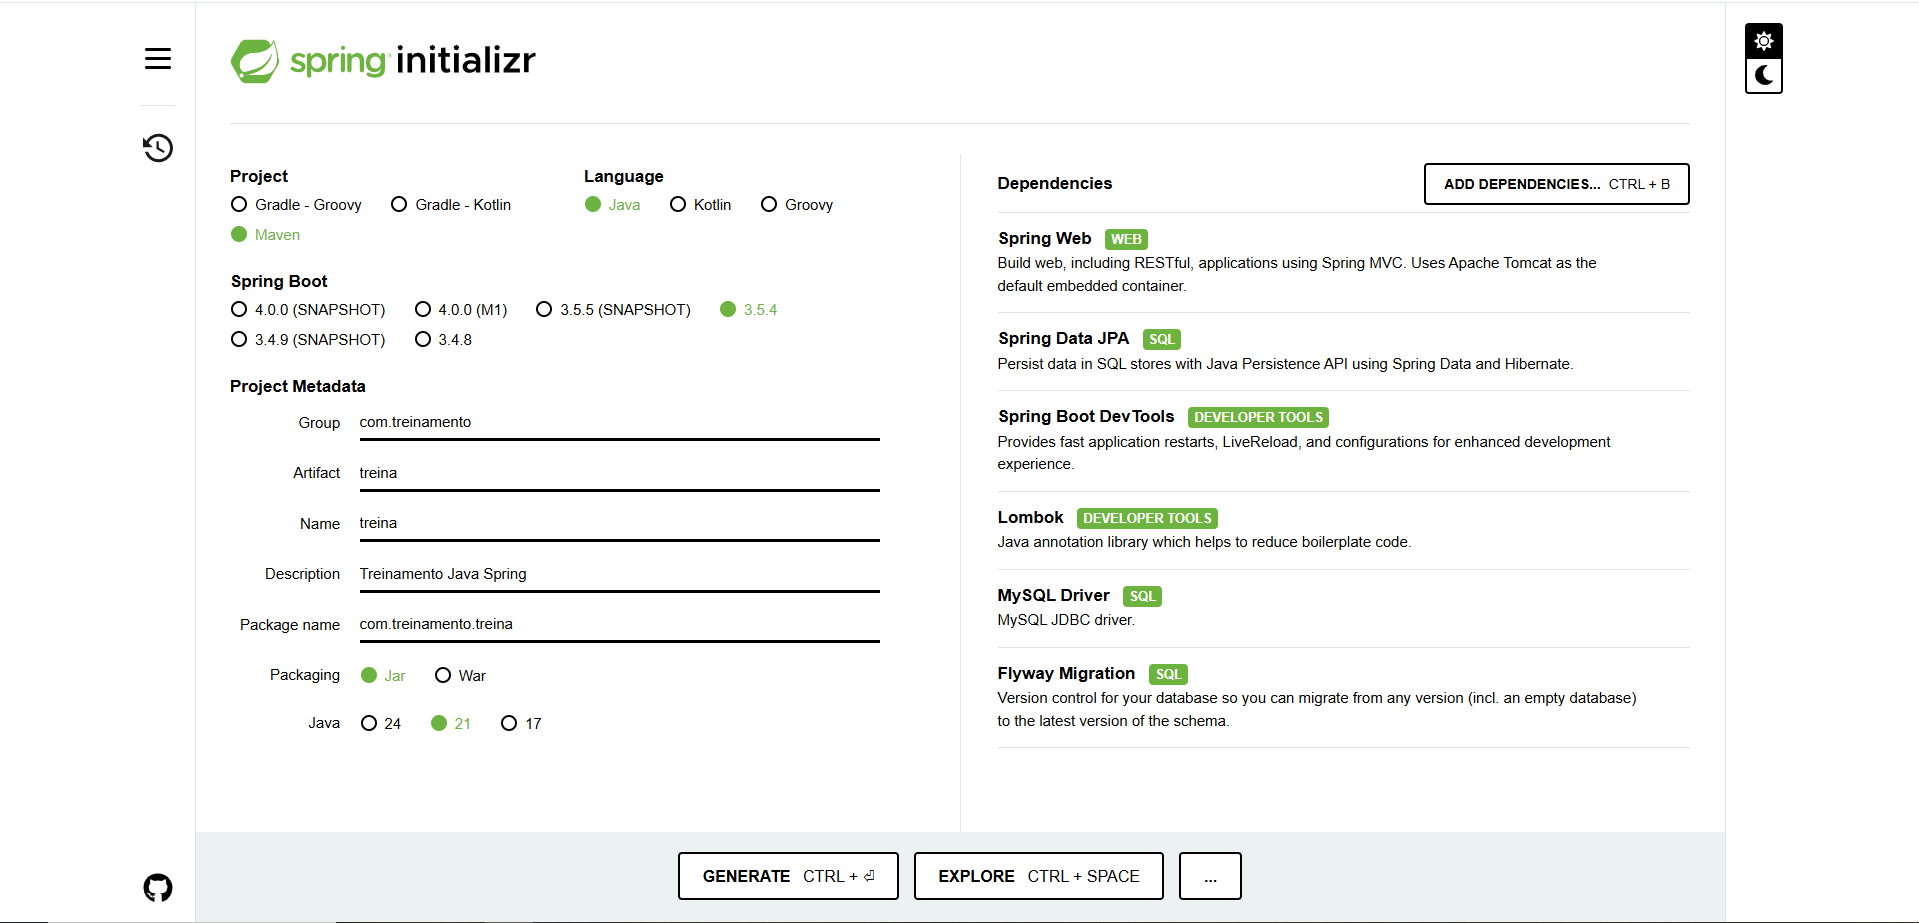 spring initializr
Project
Gradle - Groovy Gradle - Kotlin
Maven
Language
Java Kotlin Groovy
Spring Boot
4.0.0 (SNAPSHOT) 4.0.0 (M1) 3.5.5 (SNAPSHOT) 3.5.4
3.4.9 (SNAPSHOT) 3.4.8
Project Metadata
Group com.treinamento
Artifact treina
Name treina
Description Treinamento Java Spring
Package name com.treinamento.treina
Packaging Jar War
Java 24 21 17
Dependencies ADD DEPENDENCIES... CTRL + B
Spring Web WEB
Build web, including RESTful, applications using Spring MVC. Uses Apache Tomcat as the
default embedded container.
Spring Data JPA SQL
Persist data in SQL stores with Java Persistence API using Spring Data and Hibernate.
Spring Boot DevTools DEVELOPER TOOLS
Provides fast application restarts, LiveReload, and configurations for enhanced development
experience.
Lombok DEVELOPER TOOLS
Java annotation library which helps to reduce boilerplate code.
MySQL Driver SQL
MySQL JDBC driver.
Flyway Migration SQL
Version control for your database so you can migrate from any version (incl. an empty database)
to the latest version of the schema.
GENERATE CTRL + ⏎ EXPLORE CTRL + SPACE ...